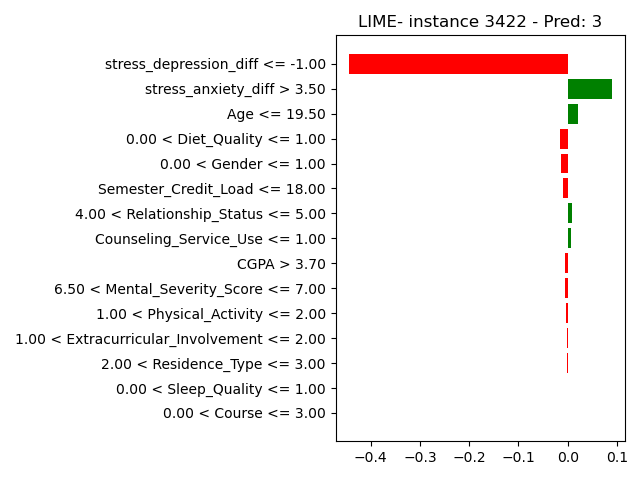 LIME- instance 3422 - Pred: 3
stress_depression_diff <= -1.00
stress_anxiety_diff > 3.50
Age <= 19.50
0.00 < Diet_Quality <= 1.00
0.00 < Gender <= 1.00
Semester_Credit_Load <= 18.00
4.00 < Relationship_Status <= 5.00
Counseling_Service_Use <= 1.00
CGPA > 3.70
6.50 < Mental_Severity_Score <= 7.00
1.00 < Physical_Activity <= 2.00
1.00 < Extracurricular_Involvement <= 2.00
2.00 < Residence_Type <= 3.00
0.00 < Sleep_Quality <= 1.00
0.00 < Course <= 3.00
−0.4 −0.3 −0.2 −0.1 0.0 0.1